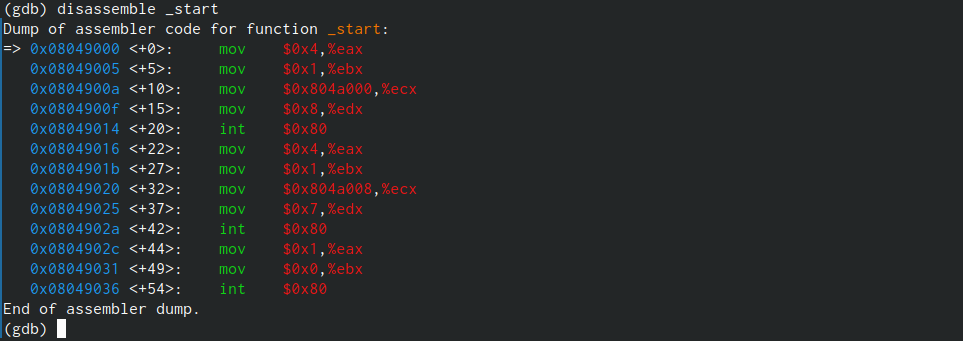 (gdb) disassemble _start
Dump of assembler code for function _start:
=> 0x08049000 <+0>:     mov    $0x4,%eax
   0x08049005 <+5>:     mov    $0x1,%ebx
   0x0804900a <+10>:    mov    $0x804a000,%ecx
   0x0804900f <+15>:    mov    $0x8,%edx
   0x08049014 <+20>:    int    $0x80
   0x08049016 <+22>:    mov    $0x4,%eax
   0x0804901b <+27>:    mov    $0x1,%ebx
   0x08049020 <+32>:    mov    $0x804a008,%ecx
   0x08049025 <+37>:    mov    $0x7,%edx
   0x0804902a <+42>:    int    $0x80
   0x0804902c <+44>:    mov    $0x1,%eax
   0x08049031 <+49>:    mov    $0x0,%ebx
   0x08049036 <+54>:    int    $0x80
End of assembler dump.
(gdb)